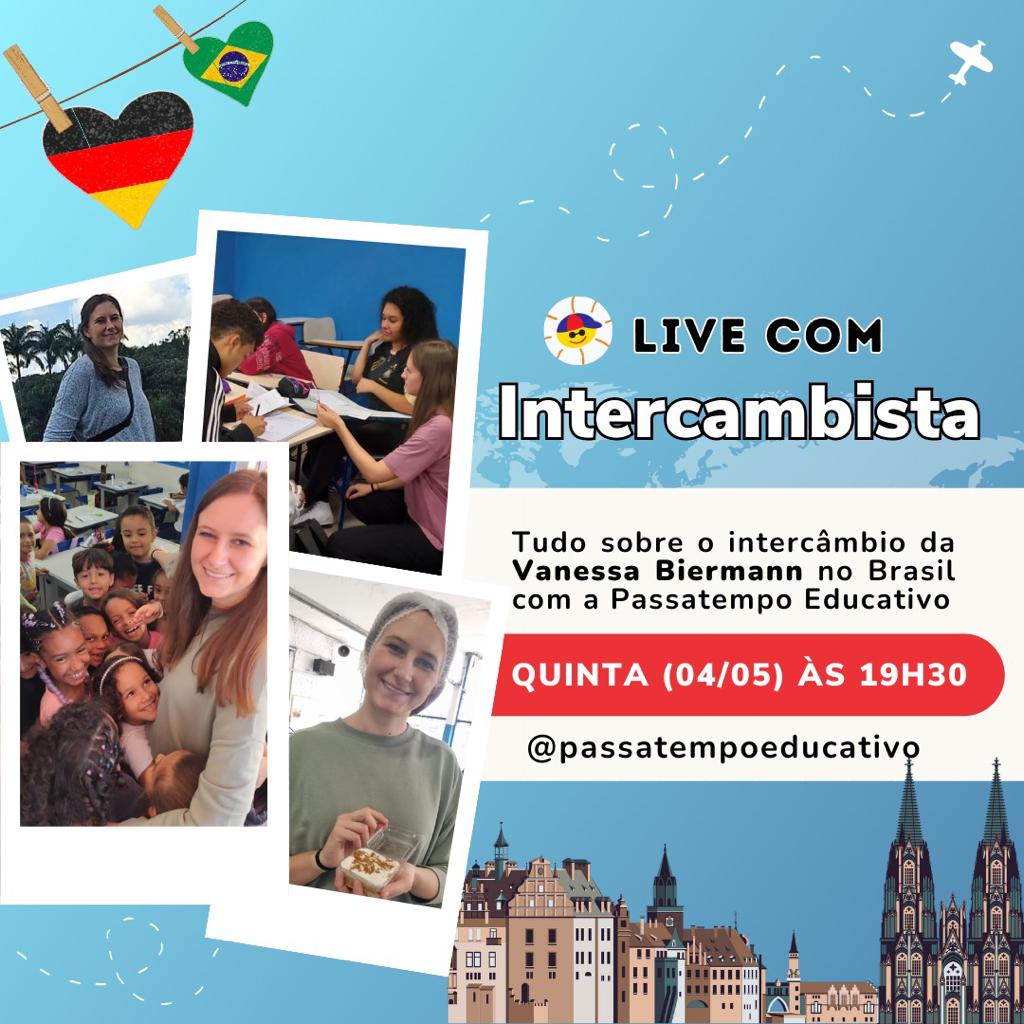 LIVE COM
Intercambista
Tudo sobre o intercâmbio da
Vanessa Biermann no Brasil
com a Passatempo Educativo
QUINTA (04/05) ÀS 19H30
@passatempoeducativo